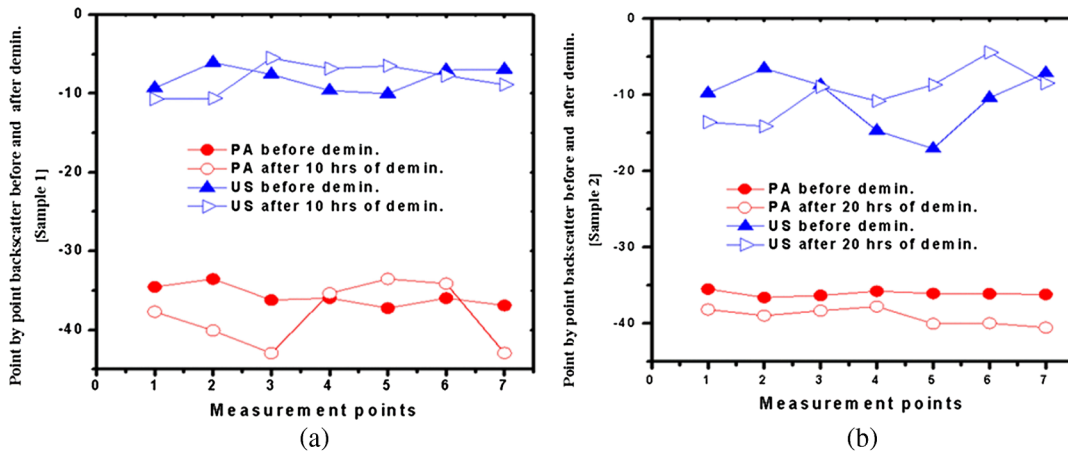 Point by point backscatter before and after demin.
[Sample 1]
0
-10
-20
-30
-40
PA before demin.
PA after 10 hrs of demin.
US before demin.
US after 10 hrs of demin.
0 1 2 3 4 5 6 7
Measurement points
(a)
Point by point backscatter before and after demin.
[Sample 2]
0
-10
-20
-30
-40
PA before demin.
PA after 20 hrs of demin.
US before demin.
US after 20 hrs of demin.
0 1 2 3 4 5 6 7
Measurement points
(b)